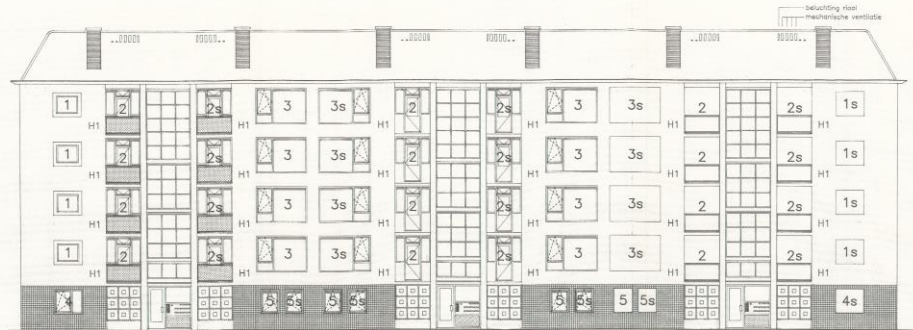 beluchting riool
mechanische ventilatie
1 2 2s 3 3s 2 2s 3 3s 2 2s 1s
H1 H1 H1 H1 H1 H1
1 2 2s 3 3s 2 2s 3 3s 2 2s 1s
H1 H1 H1 H1 H1 H1
1 2 2s 3 3s 2 2s 3 3s 2 2s 1s
H1 H1 H1 H1 H1 H1
1 2 2s 3 3s 2 2s 3 3s 2 2s 1s
H1 H1 H1 H1 H1 H1
4 5 5s 5 5s 5 5s 5 5s 4s